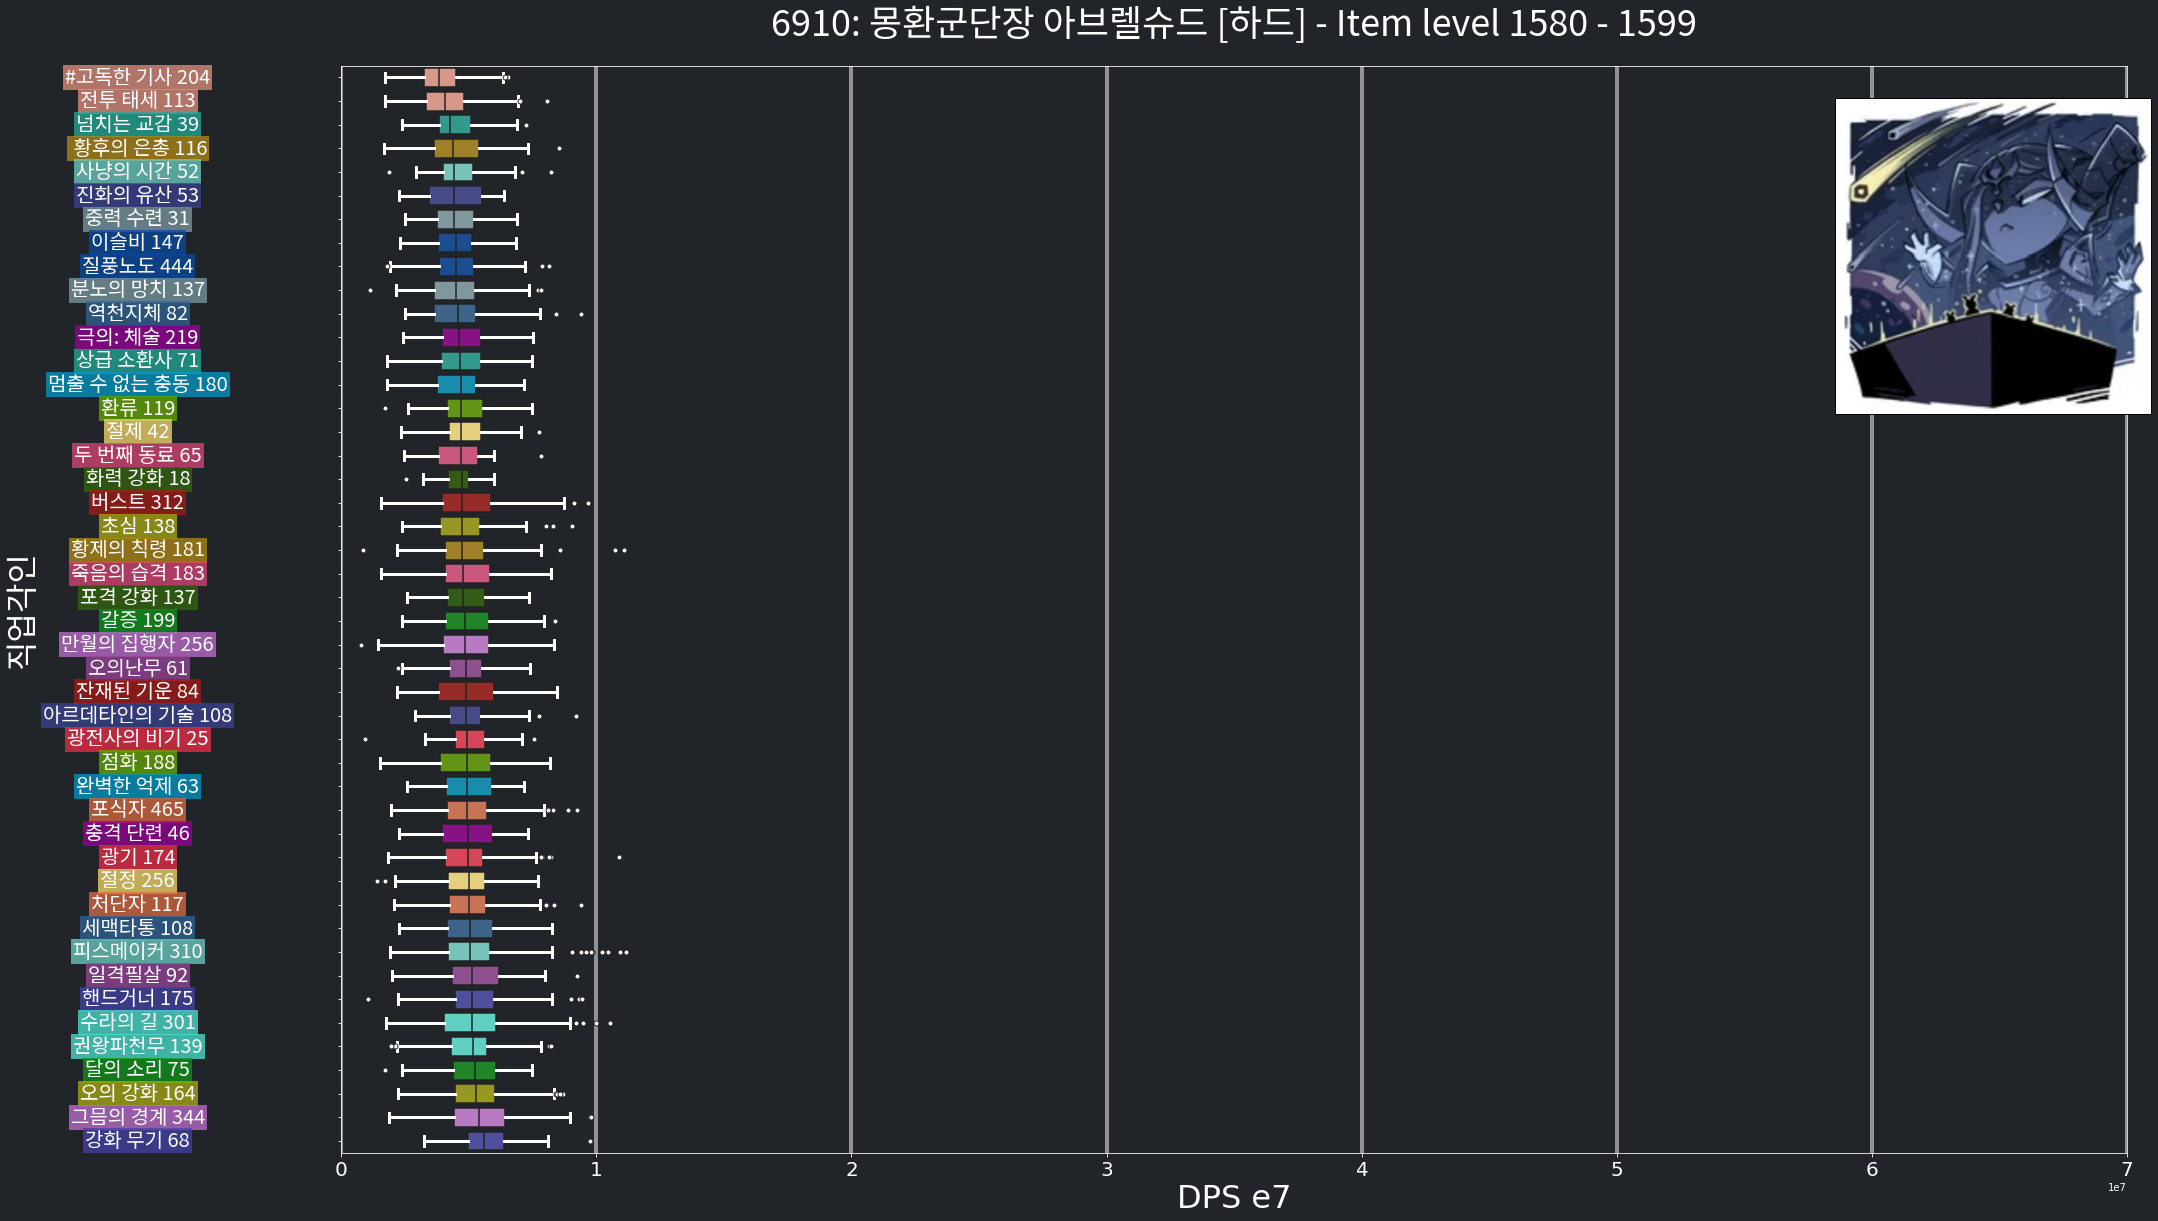 6910: 몽환군단장 아브렐슈드 [하드] - Item level 1580 - 1599
#고독한 기사 204
전투 태세 113
넘치는 교감 39
황후의 은총 116
사냥의 시간 52
진화의 유산 53
중력 수련 31
이슬비 147
질풍노도 444
분노의 망치 137
역천지체 82
극의: 체술 219
상급 소환사 71
멈출 수 없는 충동 180
환류 119
절제 42
두 번째 동료 65
화력 강화 18
버스트 312
초심 138
황제의 칙령 181
죽음의 습격 183
포격 강화 137
갈증 199
만월의 집행자 256
오의난무 61
잔재된 기운 84
아르데타인의 기술 108
광전사의 비기 25
점화 188
완벽한 억제 63
포식자 465
충격 단련 46
광기 174
절정 256
처단자 117
세맥타통 108
피스메이커 310
일격필살 92
핸드거너 175
수라의 길 301
권왕파천무 139
달의 소리 75
오의 강화 164
그믐의 경계 344
강화 무기 68
직업각인
0 1 2 3 4 5 6 7
1e7
DPS e7